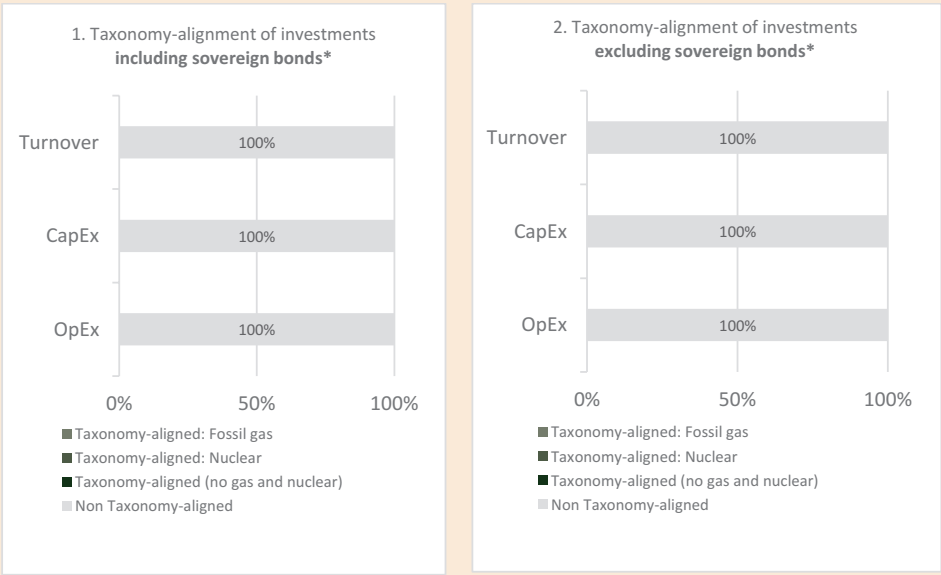 1. Taxonomy-alignment of investments
including sovereign bonds*
Turnover
100%
CapEx
100%
OpEx
100%
0%
50%
100%
Taxonomy-aligned: Fossil gas
Taxonomy-aligned: Nuclear
Taxonomy-aligned (no gas and nuclear)
Non Taxonomy-aligned
2. Taxonomy-alignment of investments
excluding sovereign bonds*
Turnover
100%
CapEx
100%
OpEx
100%
0%
50%
100%
Taxonomy-aligned: Fossil gas
Taxonomy-aligned: Nuclear
Taxonomy-aligned (no gas and nuclear)
Non Taxonomy-aligned